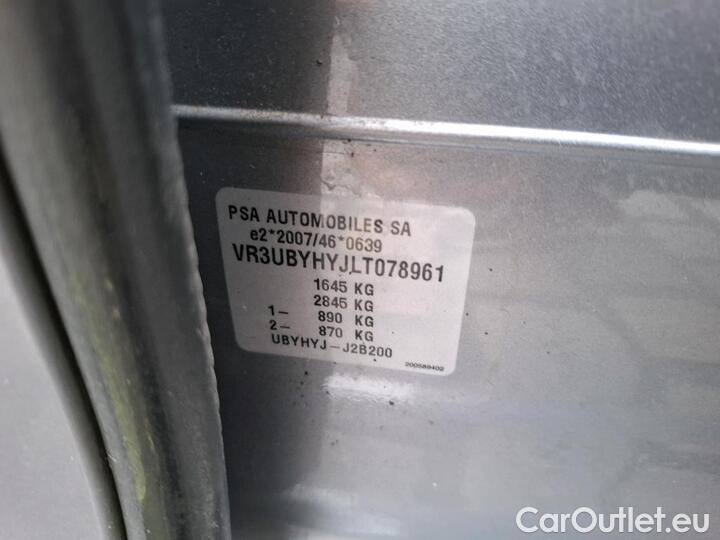 PSA AUTOMOBILES SA
e2*2007/46*0639
VR3UBYHYJLT078961
1645 KG
2845 KG
1- 890 KG
2- 870 KG
UBYHYJ-J2B200
200589402
CarOutlet.eu